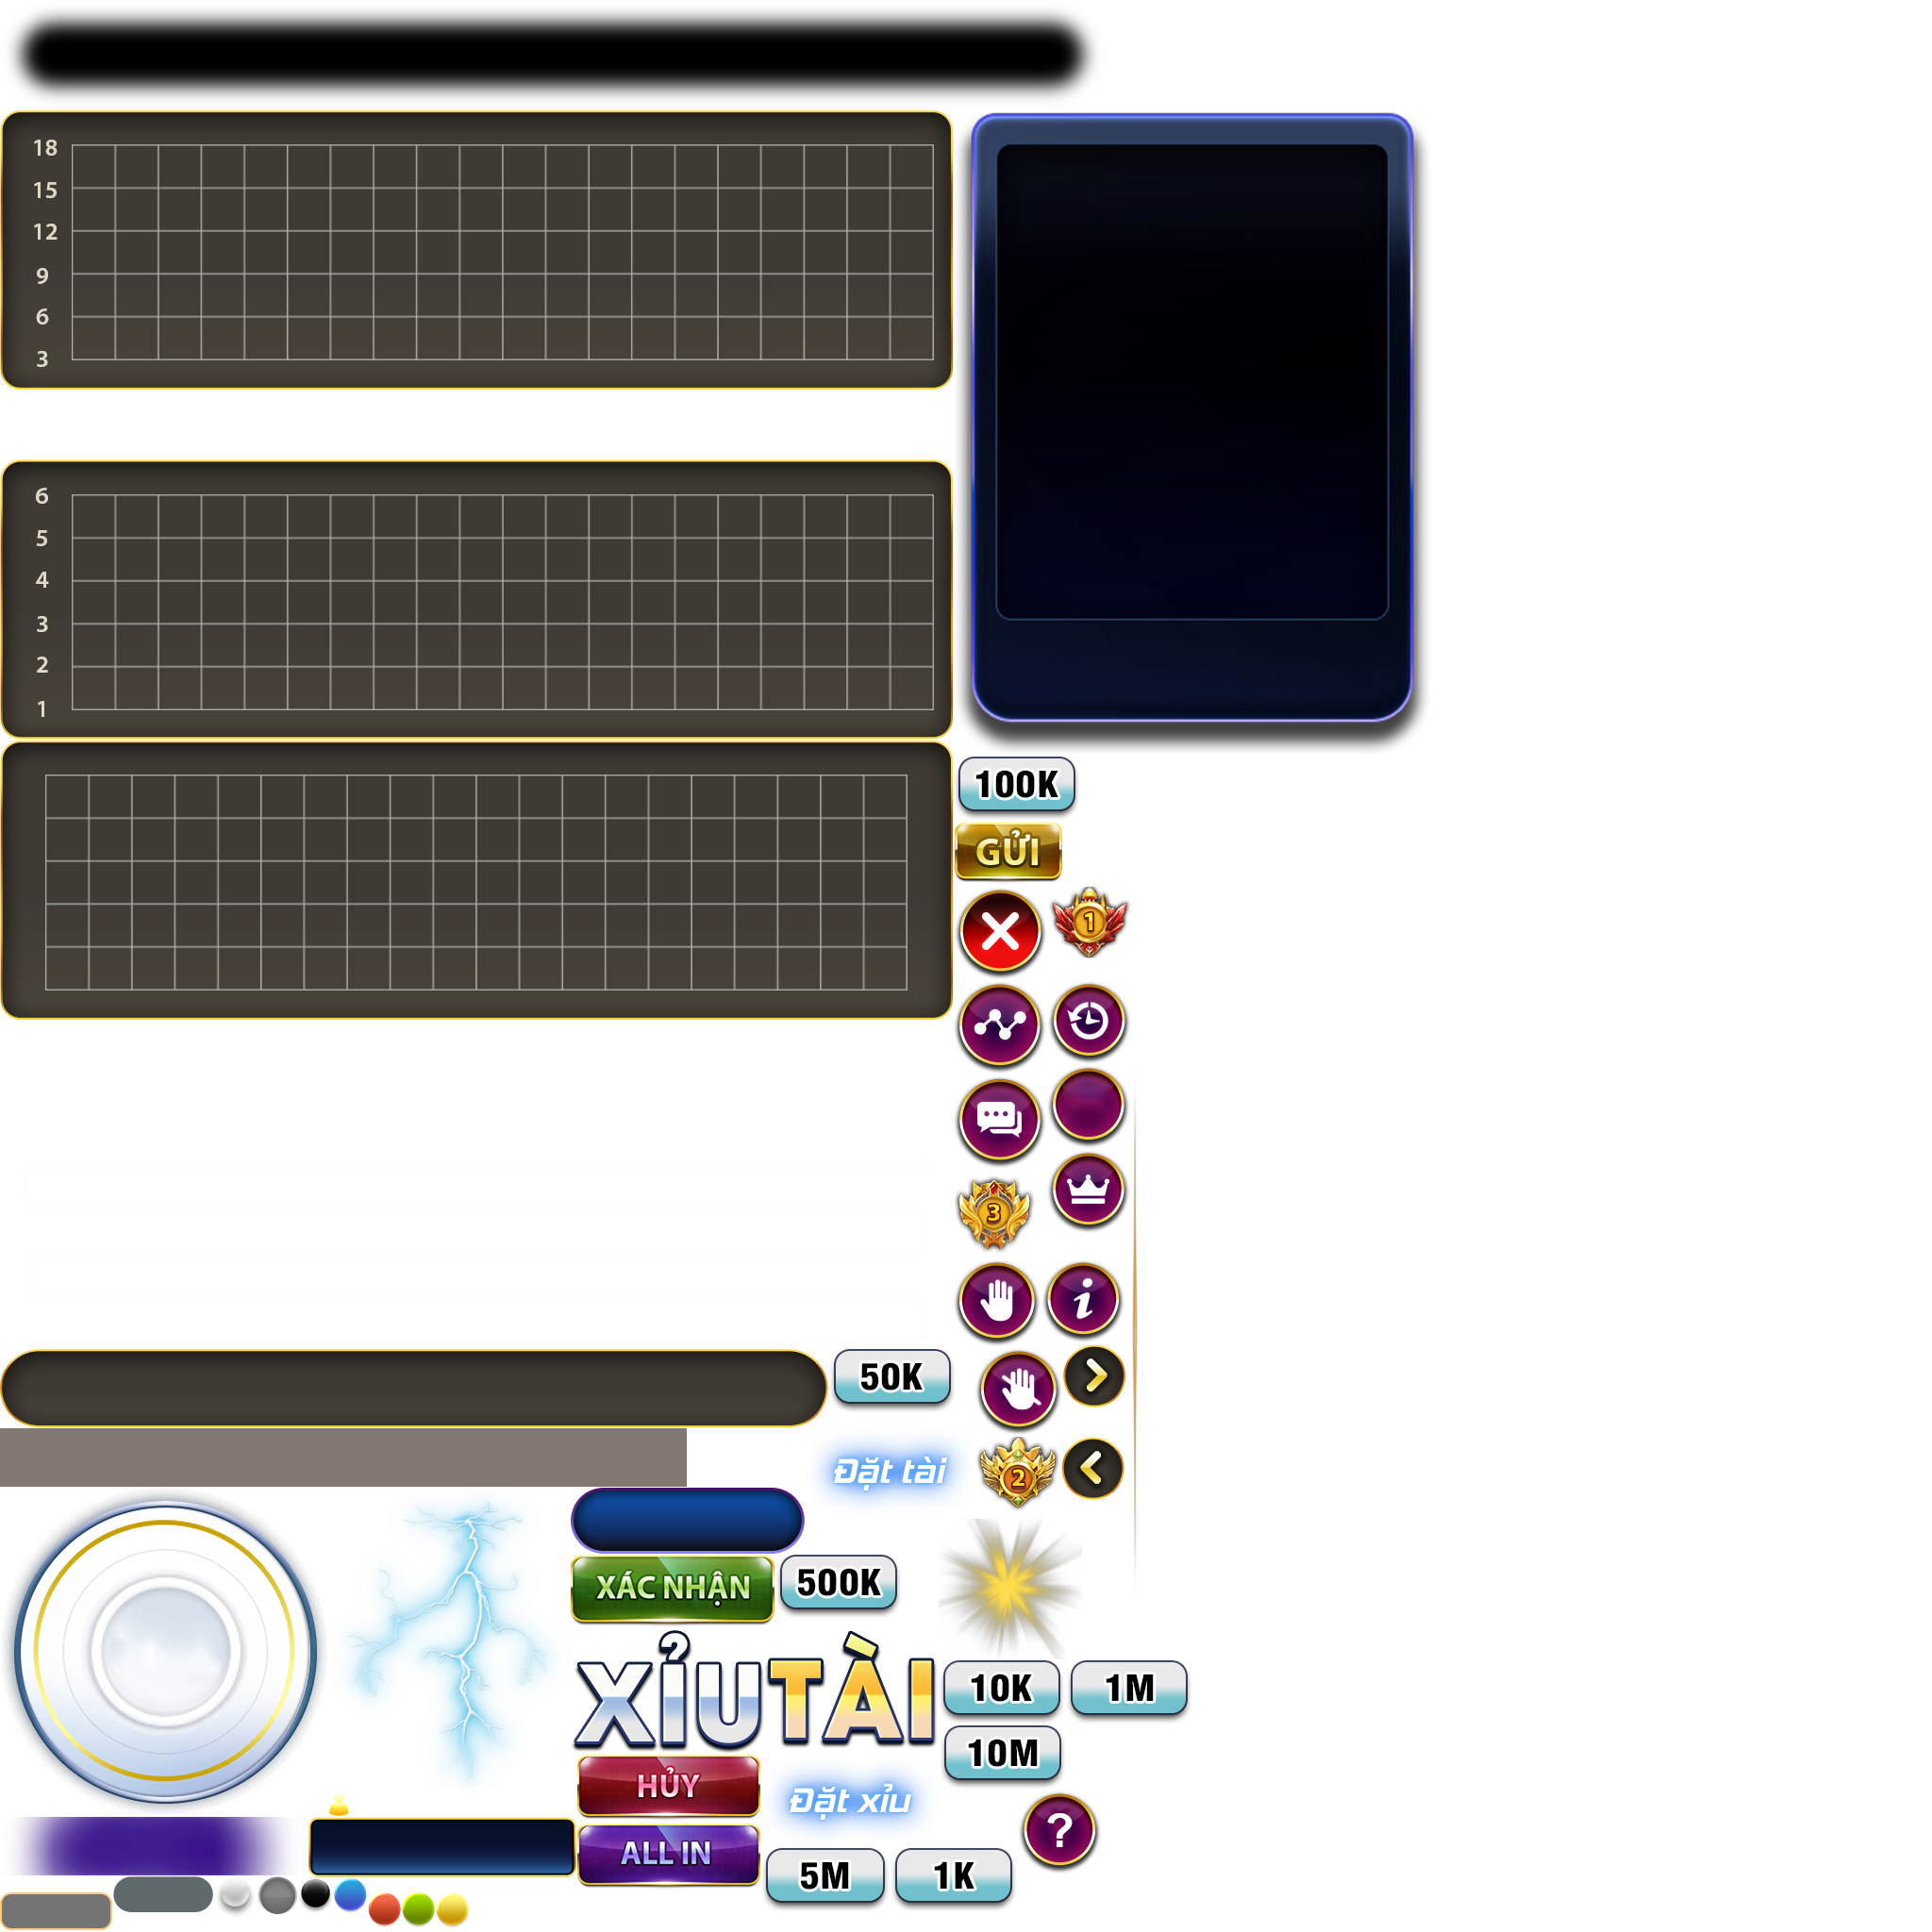 18
15
12
9
6
3
6
5
4
3
2
1
100K
GỬI
1
3
50K
Đặt tài
2
XÁC NHẬN
500K
XỈU TÀI
10K
1M
10M
HỦY
Đặt xỉu
?
ALL IN
5M
1K